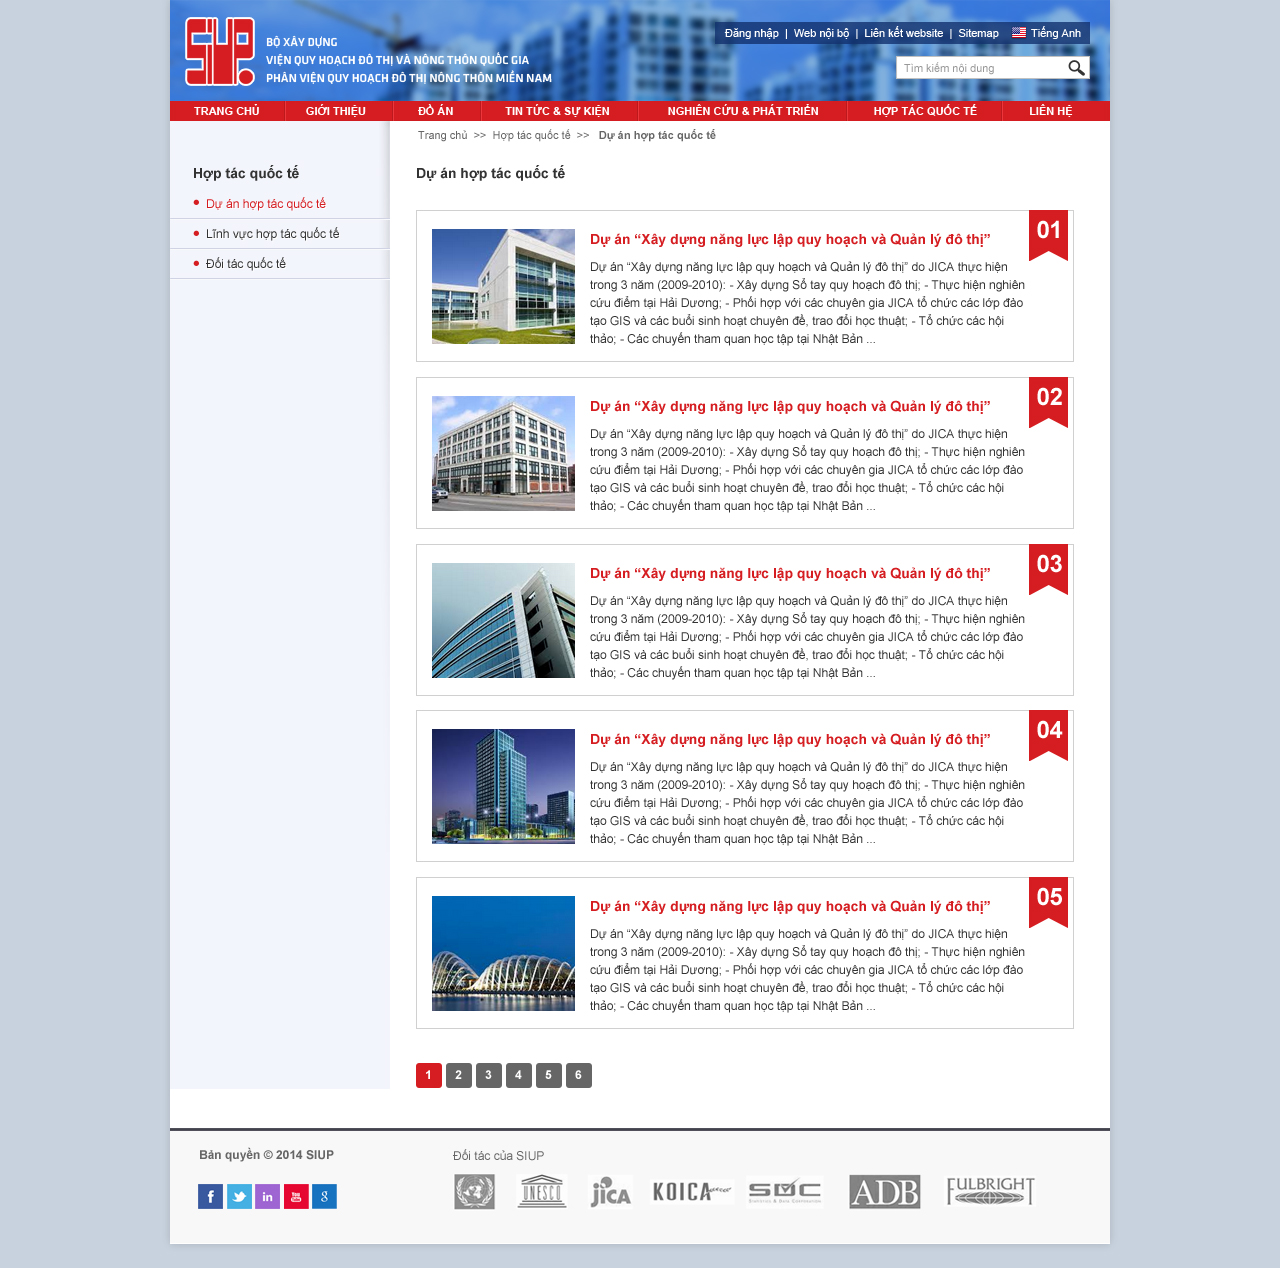 SIUP
BỘ XÂY DỰNG
VIỆN QUY HOẠCH ĐÔ THỊ VÀ NÔNG THÔN QUỐC GIA
PHÂN VIỆN QUY HOẠCH ĐÔ THỊ NÔNG THÔN MIỀN NAM
Đăng nhập | Web nội bộ | Liên kết website | Sitemap Tiếng Anh
Tìm kiếm nội dung
TRANG CHỦ GIỚI THIỆU ĐỒ ÁN TIN TỨC & SỰ KIỆN NGHIÊN CỨU & PHÁT TRIỂN HỢP TÁC QUỐC TẾ LIÊN HỆ
Trang chủ >> Hợp tác quốc tế >> Dự án hợp tác quốc tế
Hợp tác quốc tế
Dự án hợp tác quốc tế
Lĩnh vực hợp tác quốc tế
Đối tác quốc tế
Dự án hợp tác quốc tế
01
Dự án “Xây dựng năng lực lập quy hoạch và Quản lý đô thị”
Dự án “Xây dựng năng lực lập quy hoạch và Quản lý đô thị” do JICA thực hiện
trong 3 năm (2009-2010): - Xây dựng Sổ tay quy hoạch đô thị; - Thực hiện nghiên
cứu điểm tại Hải Dương; - Phối hợp với các chuyên gia JICA tổ chức các lớp đào
tạo GIS và các buổi sinh hoạt chuyên đề, trao đổi học thuật; - Tổ chức các hội
thảo; - Các chuyến tham quan học tập tại Nhật Bản ...
02
Dự án “Xây dựng năng lực lập quy hoạch và Quản lý đô thị”
Dự án “Xây dựng năng lực lập quy hoạch và Quản lý đô thị” do JICA thực hiện
trong 3 năm (2009-2010): - Xây dựng Sổ tay quy hoạch đô thị; - Thực hiện nghiên
cứu điểm tại Hải Dương; - Phối hợp với các chuyên gia JICA tổ chức các lớp đào
tạo GIS và các buổi sinh hoạt chuyên đề, trao đổi học thuật; - Tổ chức các hội
thảo; - Các chuyến tham quan học tập tại Nhật Bản ...
03
Dự án “Xây dựng năng lực lập quy hoạch và Quản lý đô thị”
Dự án “Xây dựng năng lực lập quy hoạch và Quản lý đô thị” do JICA thực hiện
trong 3 năm (2009-2010): - Xây dựng Sổ tay quy hoạch đô thị; - Thực hiện nghiên
cứu điểm tại Hải Dương; - Phối hợp với các chuyên gia JICA tổ chức các lớp đào
tạo GIS và các buổi sinh hoạt chuyên đề, trao đổi học thuật; - Tổ chức các hội
thảo; - Các chuyến tham quan học tập tại Nhật Bản ...
04
Dự án “Xây dựng năng lực lập quy hoạch và Quản lý đô thị”
Dự án “Xây dựng năng lực lập quy hoạch và Quản lý đô thị” do JICA thực hiện
trong 3 năm (2009-2010): - Xây dựng Sổ tay quy hoạch đô thị; - Thực hiện nghiên
cứu điểm tại Hải Dương; - Phối hợp với các chuyên gia JICA tổ chức các lớp đào
tạo GIS và các buổi sinh hoạt chuyên đề, trao đổi học thuật; - Tổ chức các hội
thảo; - Các chuyến tham quan học tập tại Nhật Bản ...
05
Dự án “Xây dựng năng lực lập quy hoạch và Quản lý đô thị”
Dự án “Xây dựng năng lực lập quy hoạch và Quản lý đô thị” do JICA thực hiện
trong 3 năm (2009-2010): - Xây dựng Sổ tay quy hoạch đô thị; - Thực hiện nghiên
cứu điểm tại Hải Dương; - Phối hợp với các chuyên gia JICA tổ chức các lớp đào
tạo GIS và các buổi sinh hoạt chuyên đề, trao đổi học thuật; - Tổ chức các hội
thảo; - Các chuyến tham quan học tập tại Nhật Bản ...
1 2 3 4 5 6
Bản quyền © 2014 SIUP
Đối tác của SIUP
f in You g
UNESCO JICA KOICA ADB FULBRIGHT